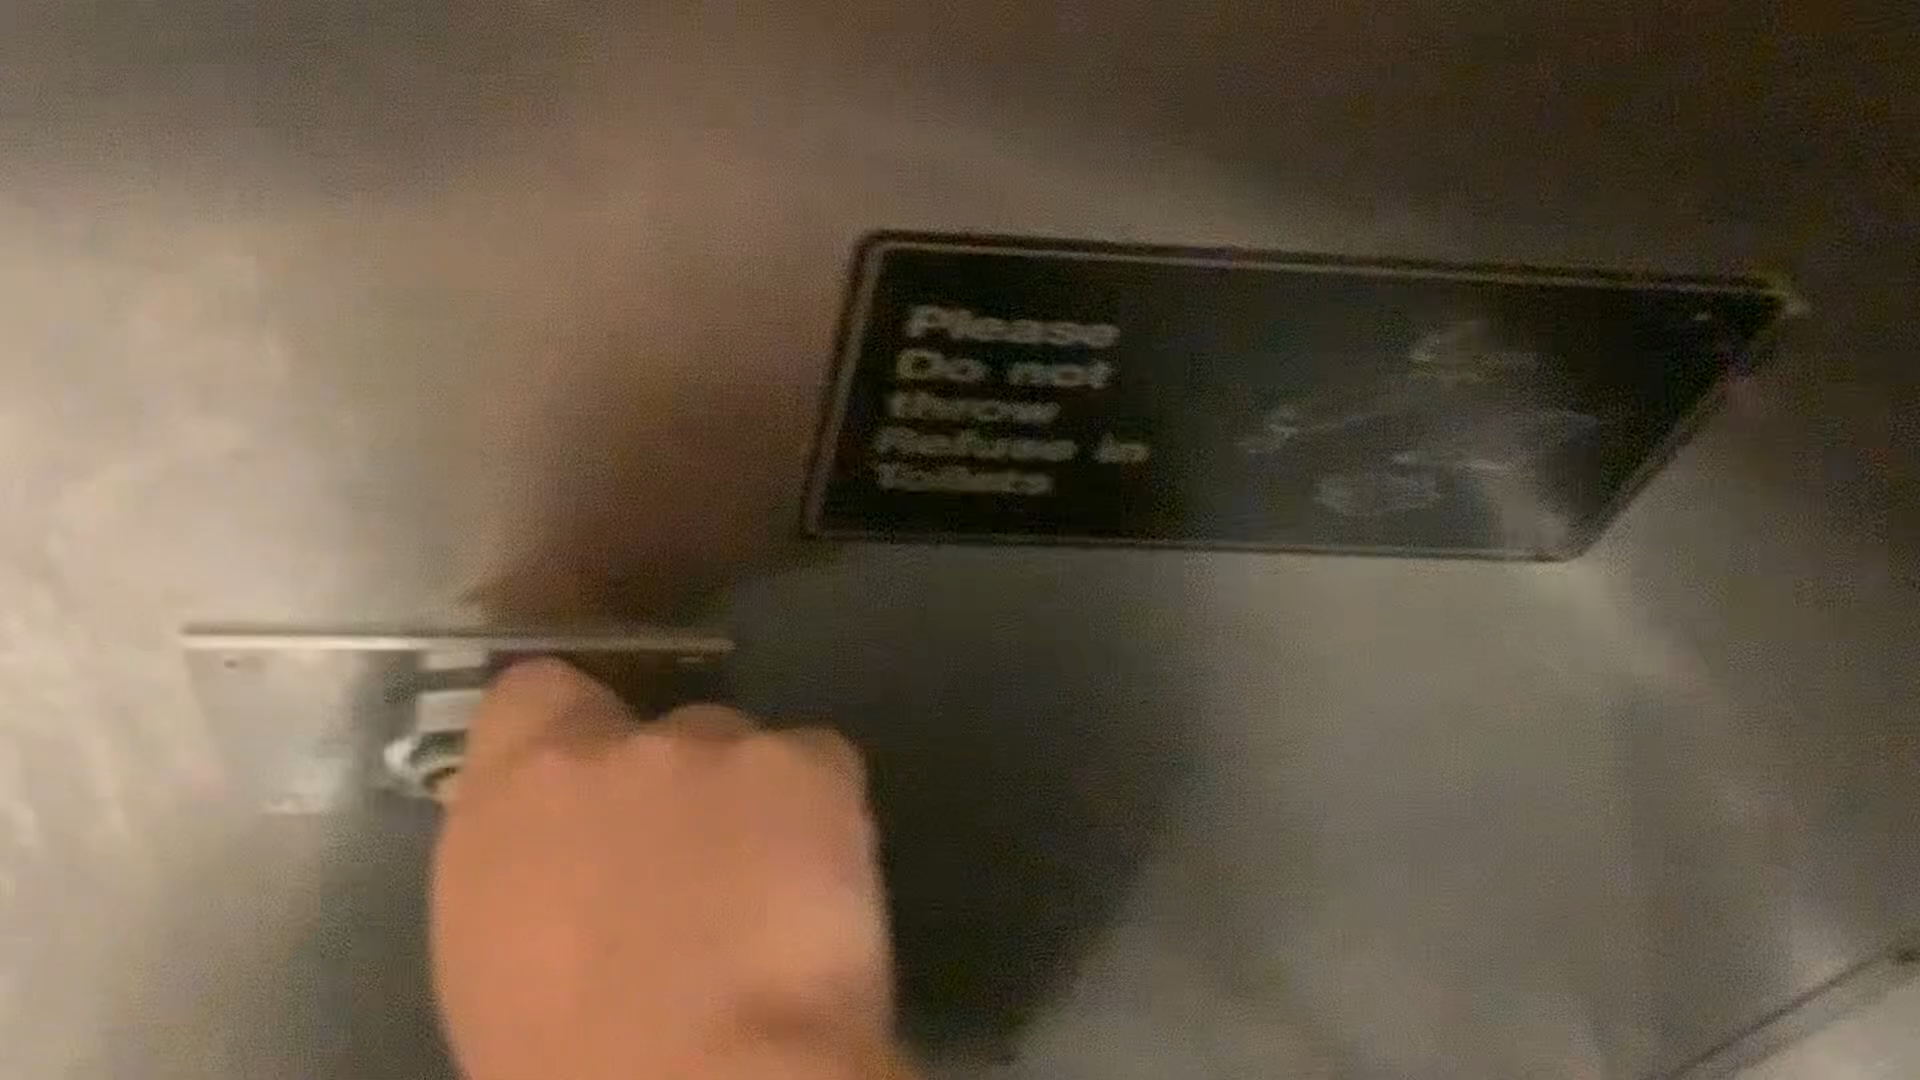 Please
Do not
throw
Refuse in
Toilets